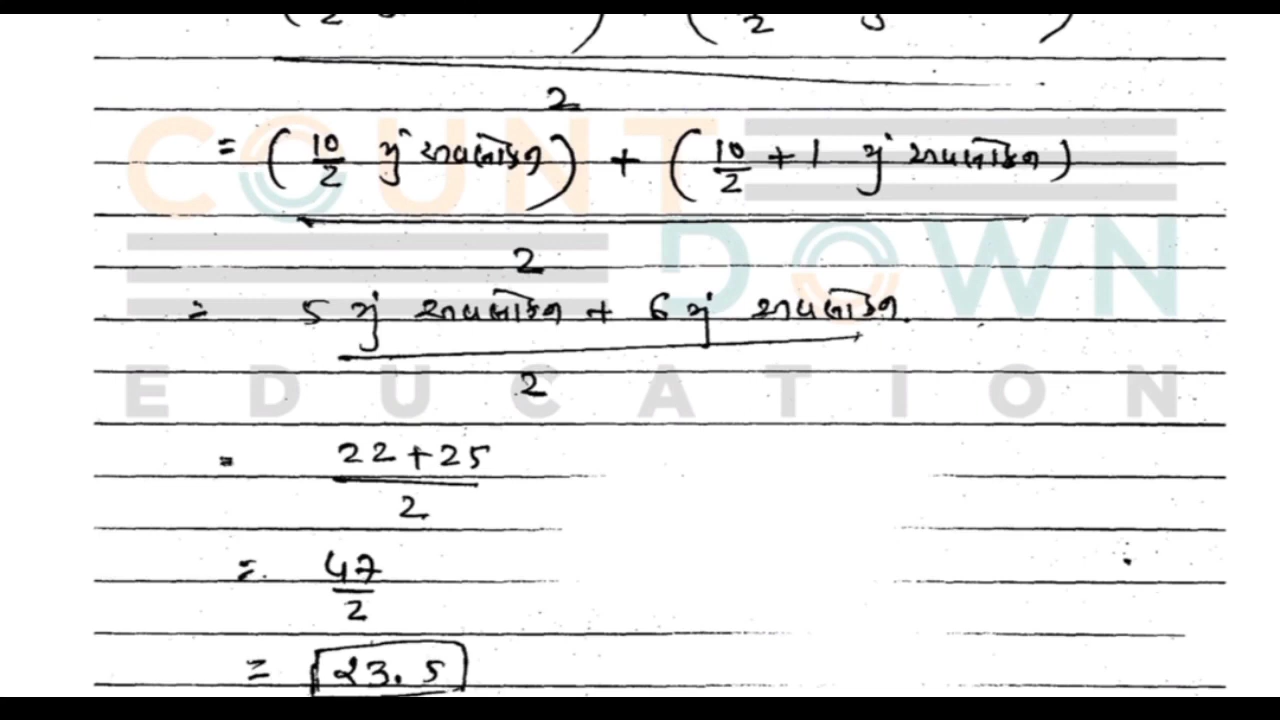 2
= (10/2 મું અવલોકન) + (10/2 + 1 મું અવલોકન)
2
= 5 મું અવલોકન + 6 મું અવલોકન.
2
= 22 + 25
2
= 47
2
= 23.5
COUNT
DOWN
EDUCATION